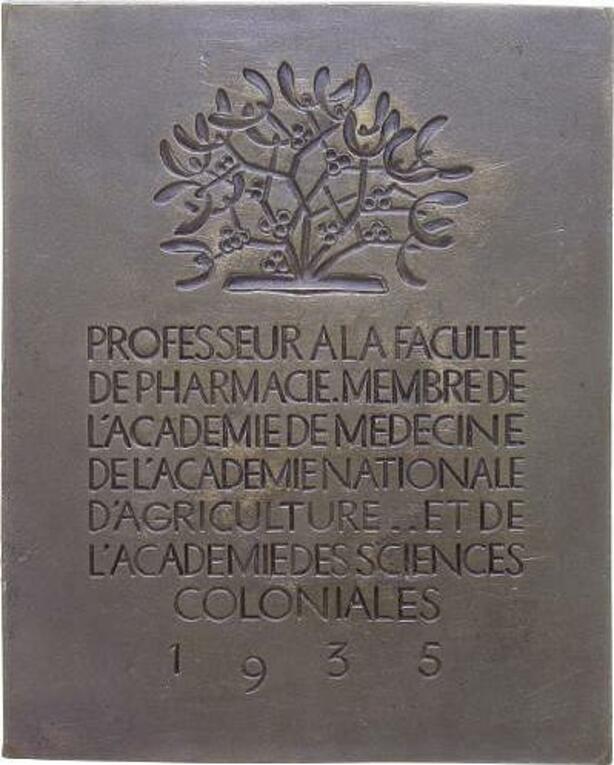 PROFESSEUR A LA FACULTE
DE PHARMACIE. MEMBRE DE
L'ACADEMIE DE MEDECINE
DE L'ACADEMIE NATIONALE
D'AGRICULTURE .. ET DE
L'ACADEMIE DES SCIENCES
COLONIALES
1935